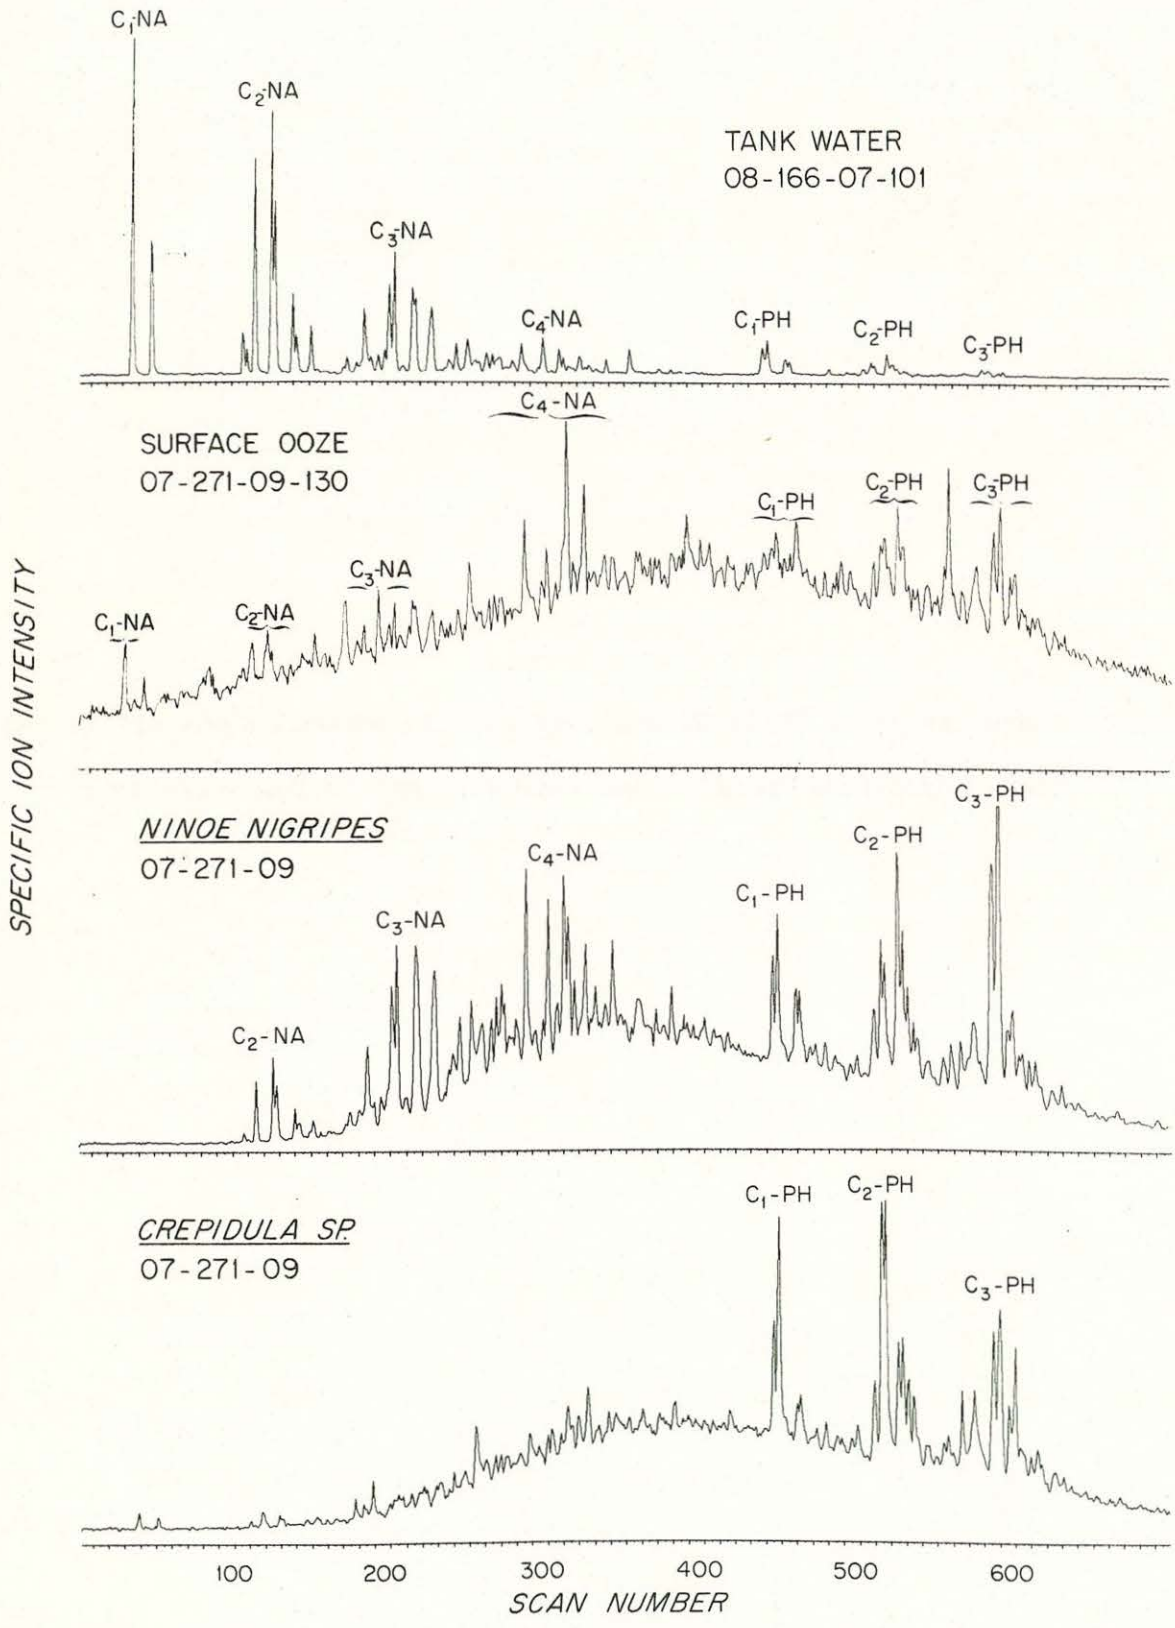 C₁-NA
C₂-NA
TANK WATER
08-166-07-101
C₃-NA
C₄-NA
C₁-PH
C₂-PH
C₃-PH
C₄-NA
SURFACE OOZE
07-271-09-130
C₁-PH
C₂-PH
C₃-PH
C₃-NA
C₁-NA
C₂-NA
SPECIFIC ION INTENSITY
NINOE NIGRIPES
07-271-09
C₃-PH
C₂-PH
C₄-NA
C₁-PH
C₃-NA
C₂-NA
CREPIDULA SP.
07-271-09
C₁-PH
C₂-PH
C₃-PH
100 200 300 400 500 600
SCAN NUMBER